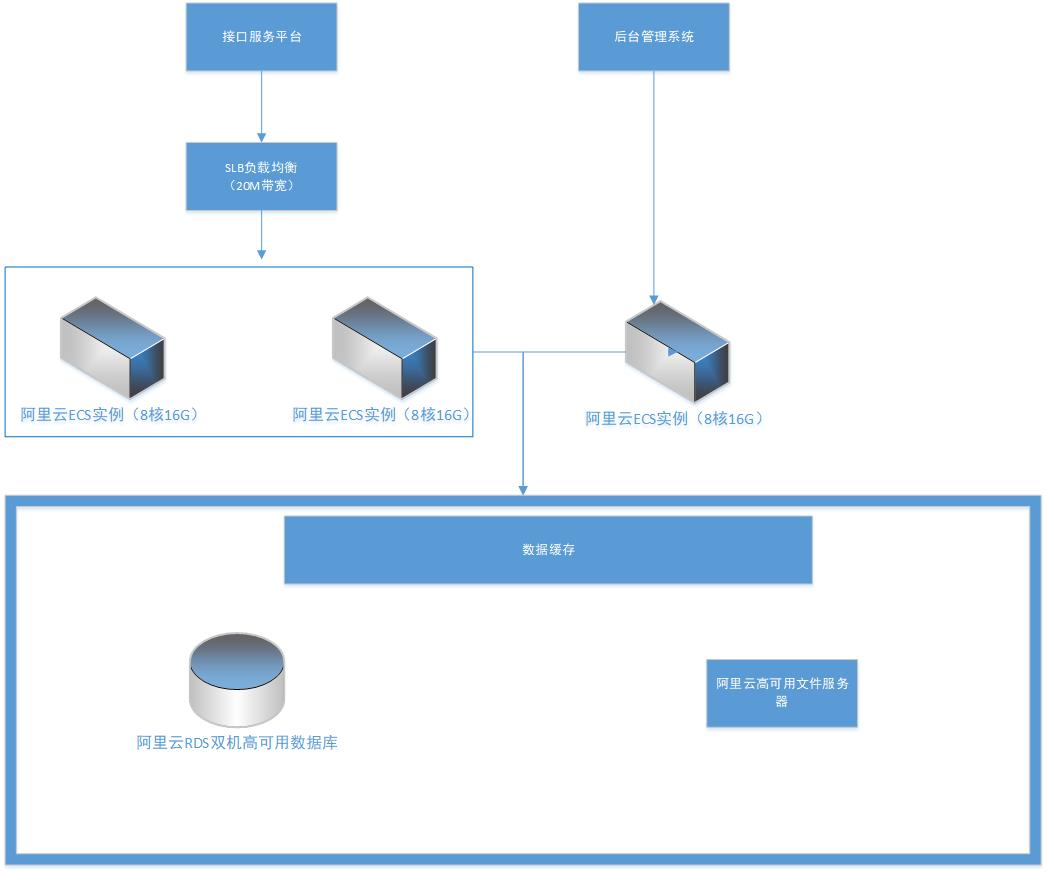 接口服务平台
后台管理系统
SLB负载均衡
（20M带宽）
阿里云ECS实例（8核16G）
阿里云ECS实例（8核16G）
阿里云ECS实例（8核16G）
数据缓存
阿里云高可用文件服务
器
阿里云RDS双机高可用数据库